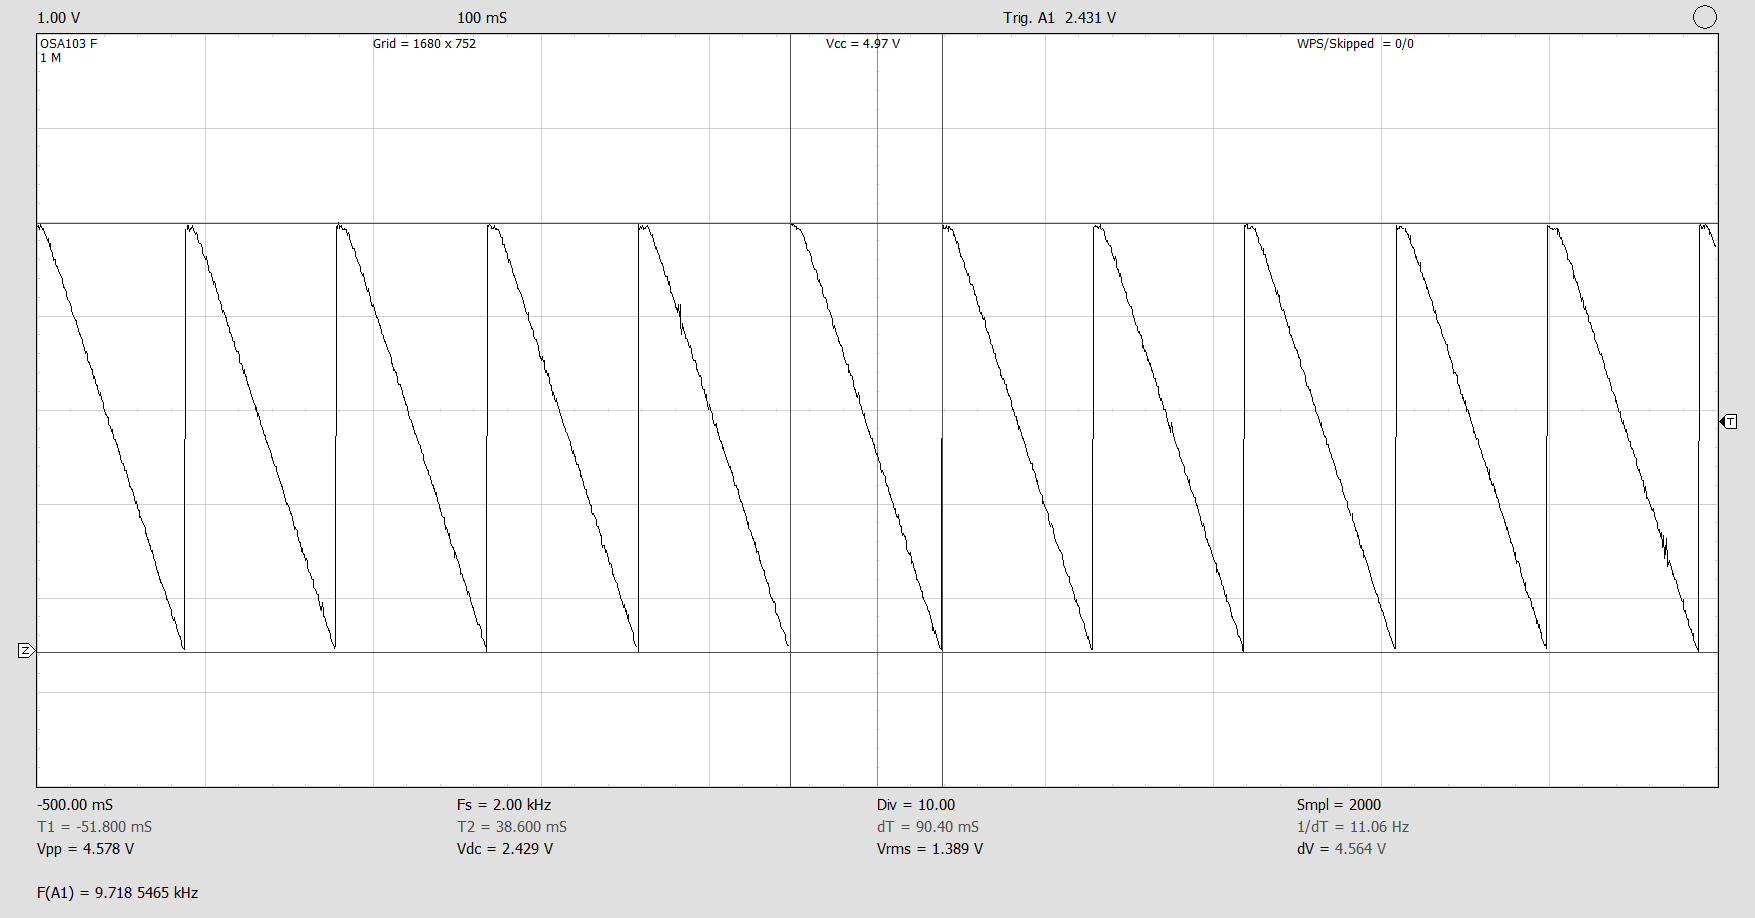 1.00 V 100 mS Trig. A1 2.431 V
OSA103 F Grid = 1680 x 752 Vcc = 4.97 V WPS/Skipped = 0/0
1 M
T
Z
-500.00 mS Fs = 2.00 kHz Div = 10.00 Smpl = 2000
T1 = -51.800 mS T2 = 38.600 mS dT = 90.40 mS 1/dT = 11.06 Hz
Vpp = 4.578 V Vdc = 2.429 V Vrms = 1.389 V dV = 4.564 V
F(A1) = 9.718 5465 kHz